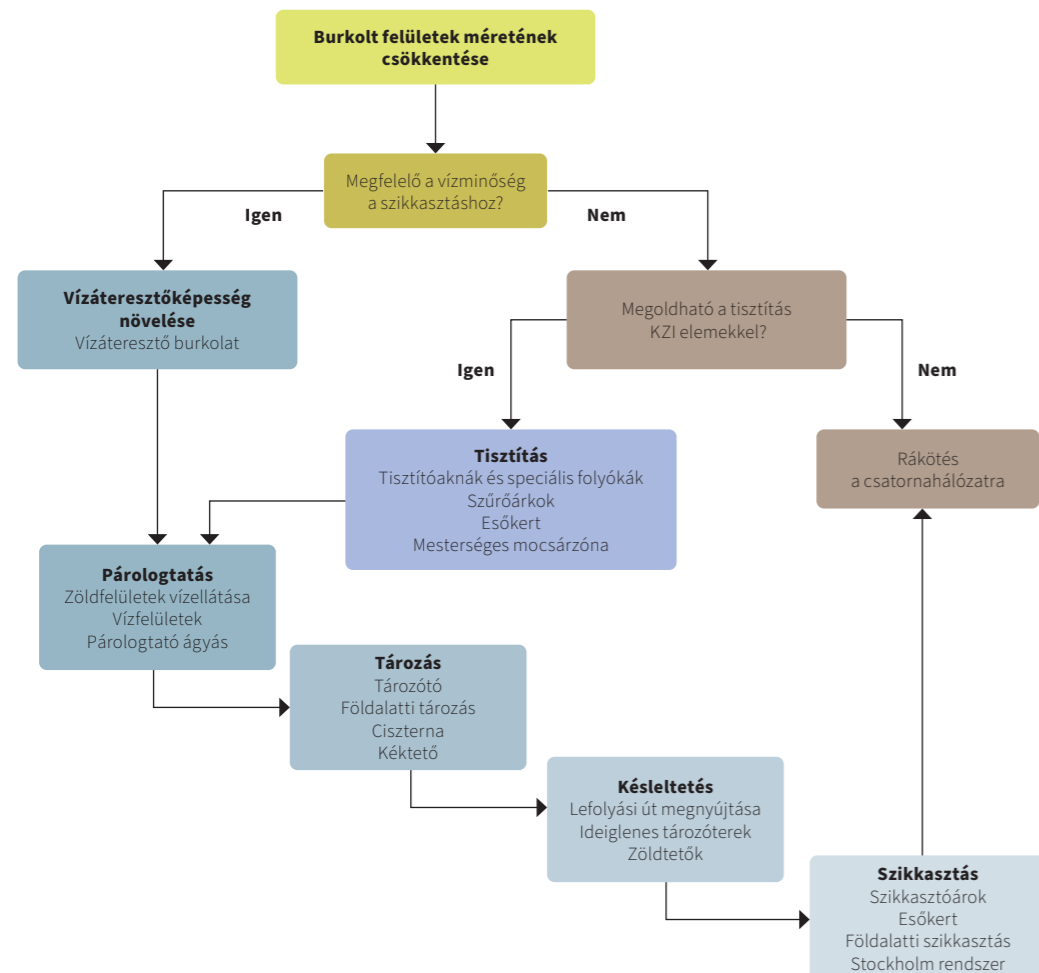 Burkolt felületek méretének
csökkentése
Megfelelő a vízminőség
a szikkasztáshoz?
Igen
Nem
Vízáteresztőképesség
növelése
Vízáteresztő burkolat
Megoldható a tisztítás
KZI elemekkel?
Igen
Nem
Tisztítás
Tisztítóaknák és speciális folyókák
Szűrőárkok
Esőkert
Mesterséges mocsárzóna
Rákötés
a csatornahálózatra
Párologtatás
Zöldfelületek vízellátása
Vízfelületek
Párologtató ágyás
Tározás
Tározótó
Földalatti tározás
Ciszterna
Kéktető
Késleltetés
Lefolyási út megnyújtása
Ideiglenes tározóterek
Zöldtetők
Szikkasztás
Szikkasztóárok
Esőkert
Földalatti szikkasztás
Stockholm rendszer